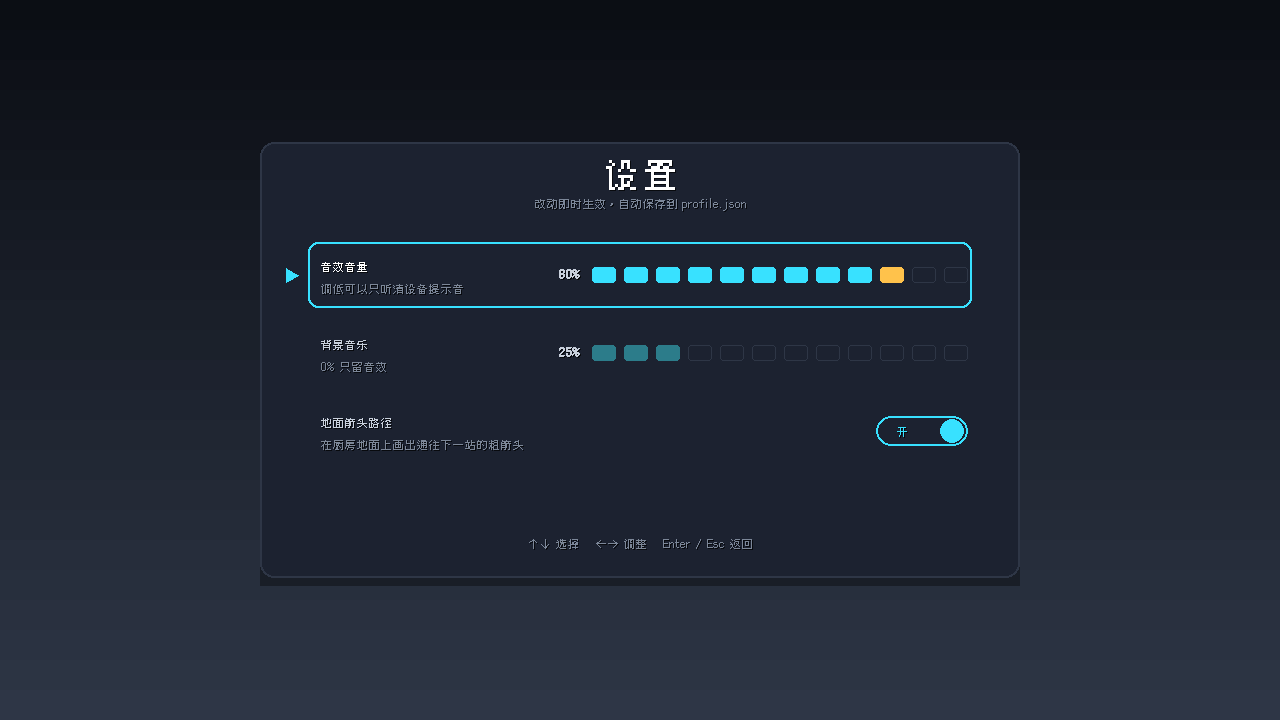 设置
改动即时生效·自动保存到 profile.json
音效音量
80%
调低可以只听清设备提示音
背景音乐
25%
0% 只留音效
地面箭头路径
开
在厨房地面上画出通往下一站的粗箭头
↑↓ 选择 ←→ 调整 Enter / Esc 返回